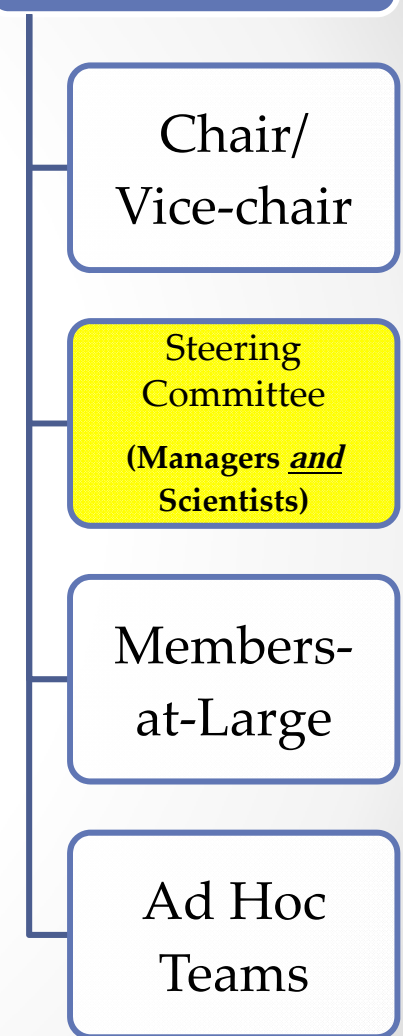 Chair/
Vice-chair
Steering
Committee
(Managers and
Scientists)
Members-
at-Large
Ad Hoc
Teams